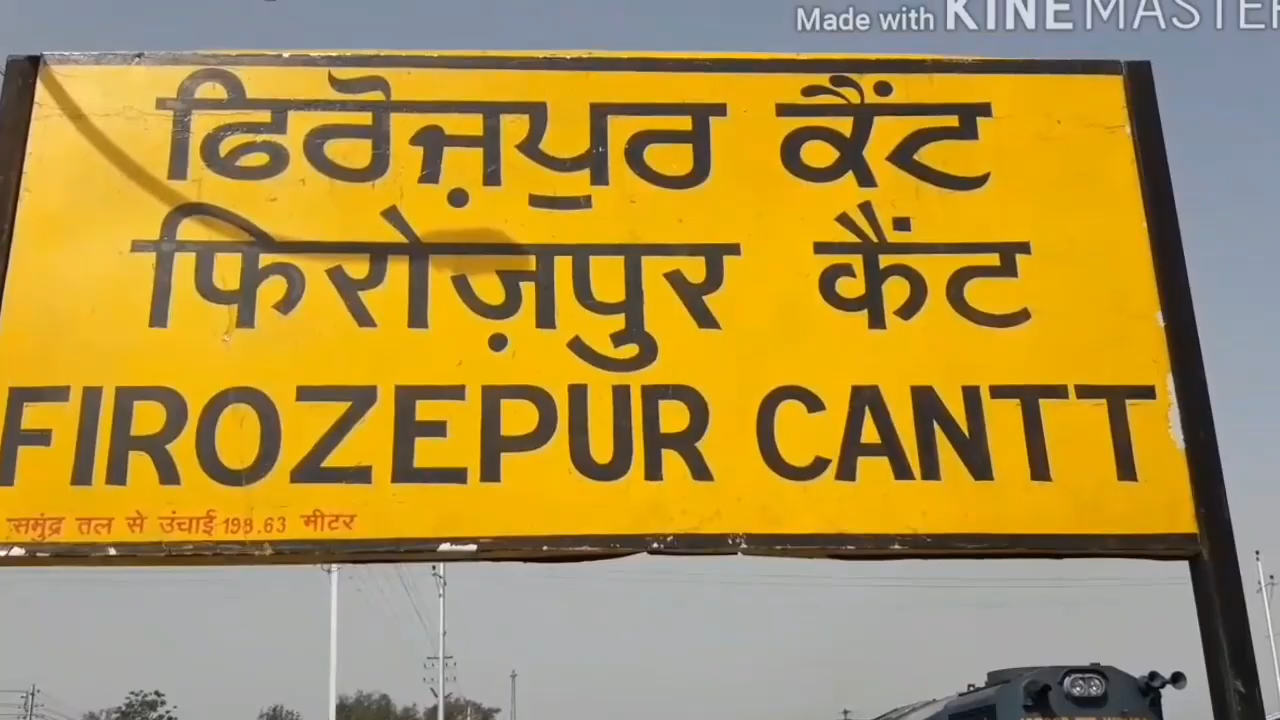 Made with KINEMASTER
ਫਿਰੋਜ਼ਪੁਰ ਕੈਂਟ
फिरोज़पुर कैंट
FIROZEPUR CANTT
समुंद्र तल से उंचाई 198.63 मीटर